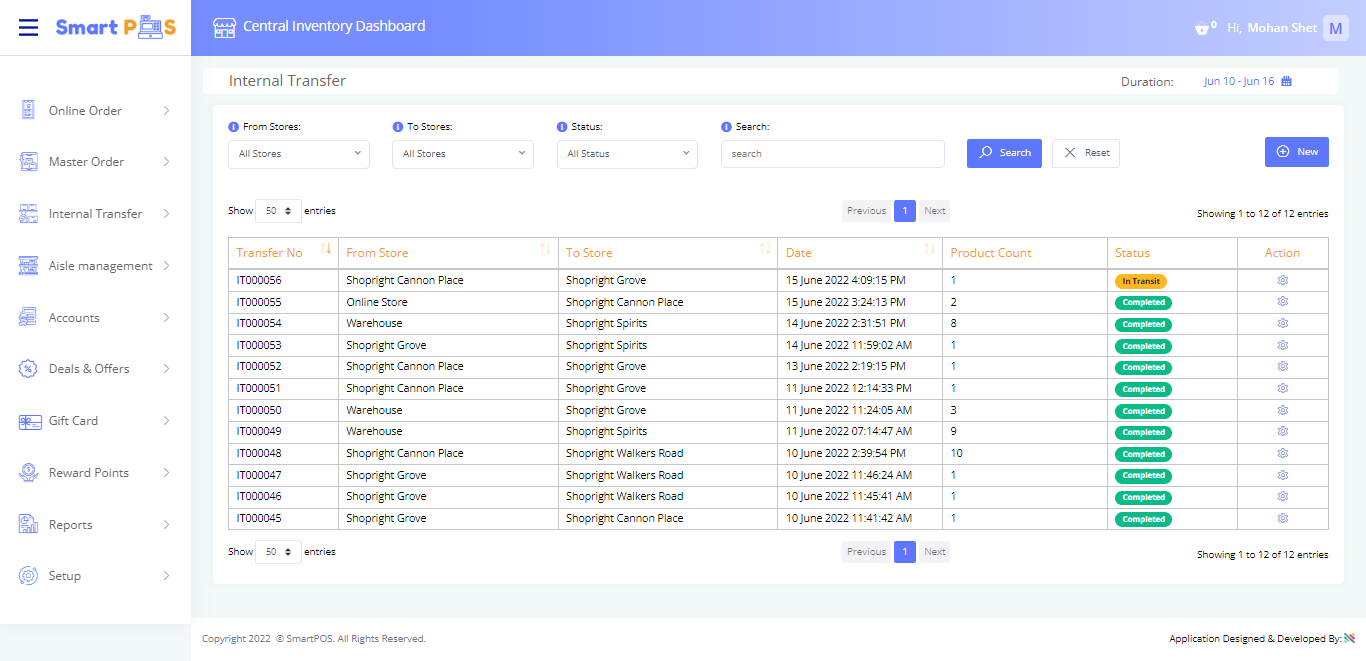 Smart POS
Central Inventory Dashboard
0 Hi, Mohan Shet M
Online Order
Master Order
Internal Transfer
Aisle management
Accounts
Deals & Offers
Gift Card
Reward Points
Reports
Setup
Internal Transfer
Duration: Jun 10 - Jun 16
From Stores: To Stores: Status: Search:
All Stores All Stores All Status search Search Reset New
Show 50 entries Previous 1 Next Showing 1 to 12 of 12 entries
Transfer No From Store To Store Date Product Count Status Action
IT000056 Shopright Cannon Place Shopright Grove 15 June 2022 4:09:15 PM 1 In Transit
IT000055 Online Store Shopright Cannon Place 15 June 2022 3:24:13 PM 2 Completed
IT000054 Warehouse Shopright Spirits 14 June 2022 2:31:51 PM 8 Completed
IT000053 Shopright Grove Shopright Spirits 14 June 2022 11:59:02 AM 1 Completed
IT000052 Shopright Cannon Place Shopright Grove 13 June 2022 2:19:15 PM 1 Completed
IT000051 Shopright Cannon Place Shopright Grove 11 June 2022 12:14:33 PM 1 Completed
IT000050 Warehouse Shopright Grove 11 June 2022 11:24:05 AM 3 Completed
IT000049 Warehouse Shopright Spirits 11 June 2022 07:14:47 AM 9 Completed
IT000048 Shopright Cannon Place Shopright Walkers Road 10 June 2022 2:39:54 PM 10 Completed
IT000047 Shopright Grove Shopright Walkers Road 10 June 2022 11:46:24 AM 1 Completed
IT000046 Shopright Grove Shopright Walkers Road 10 June 2022 11:45:41 AM 1 Completed
IT000045 Shopright Grove Shopright Cannon Place 10 June 2022 11:41:42 AM 1 Completed
Show 50 entries Previous 1 Next Showing 1 to 12 of 12 entries
Copyright 2022 © SmartPOS. All Rights Reserved. Application Designed & Developed By: